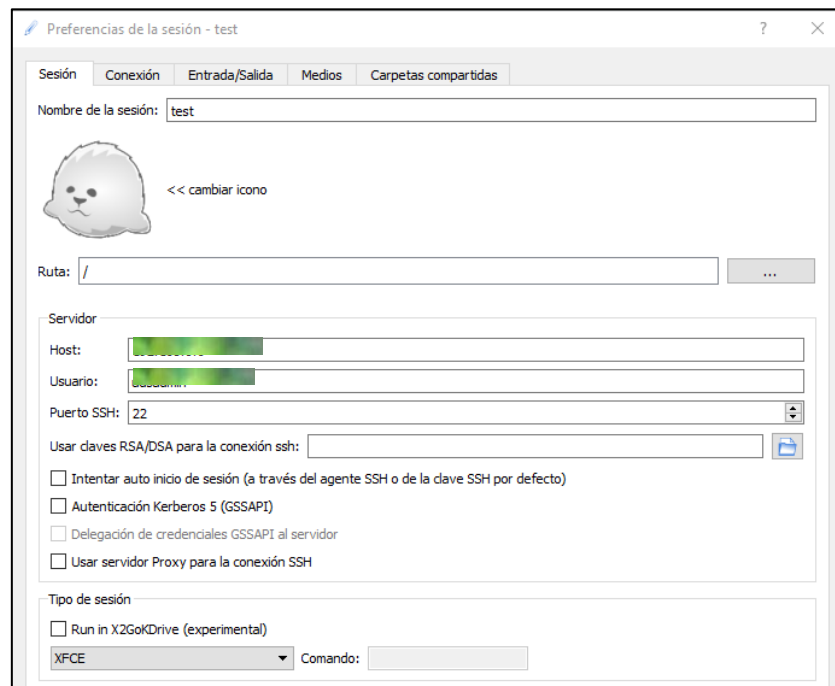 Preferencias de la sesión - test
?
Sesión Conexión Entrada/Salida Medios Carpetas compartidas
Nombre de la sesión: test
<< cambiar icono
Ruta: / ...
Servidor
Host:
Usuario:
Puerto SSH: 22
Usar claves RSA/DSA para la conexión ssh:
Intentar auto inicio de sesión (a través del agente SSH o de la clave SSH por defecto)
Autenticación Kerberos 5 (GSSAPI)
Delegación de credenciales GSSAPI al servidor
Usar servidor Proxy para la conexión SSH
Tipo de sesión
Run in X2GoKDrive (experimental)
XFCE Comando: